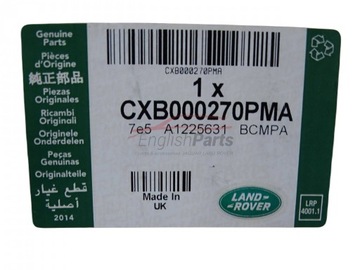 Genuine
Parts
Pièces
d'Origine
純正部品
Piezas
Originales
Ricambi
Originali
Originele
Onderdelen
Peças
Genuínas
Originalteile
قطع غيار
أصلية
2014
CXB000270PMA
1 x
CXB000270PMA
7e5 A1225631 BCMPA
EnglishParts
Made In
UK
LAND-
ROVER
LRP
4001.1